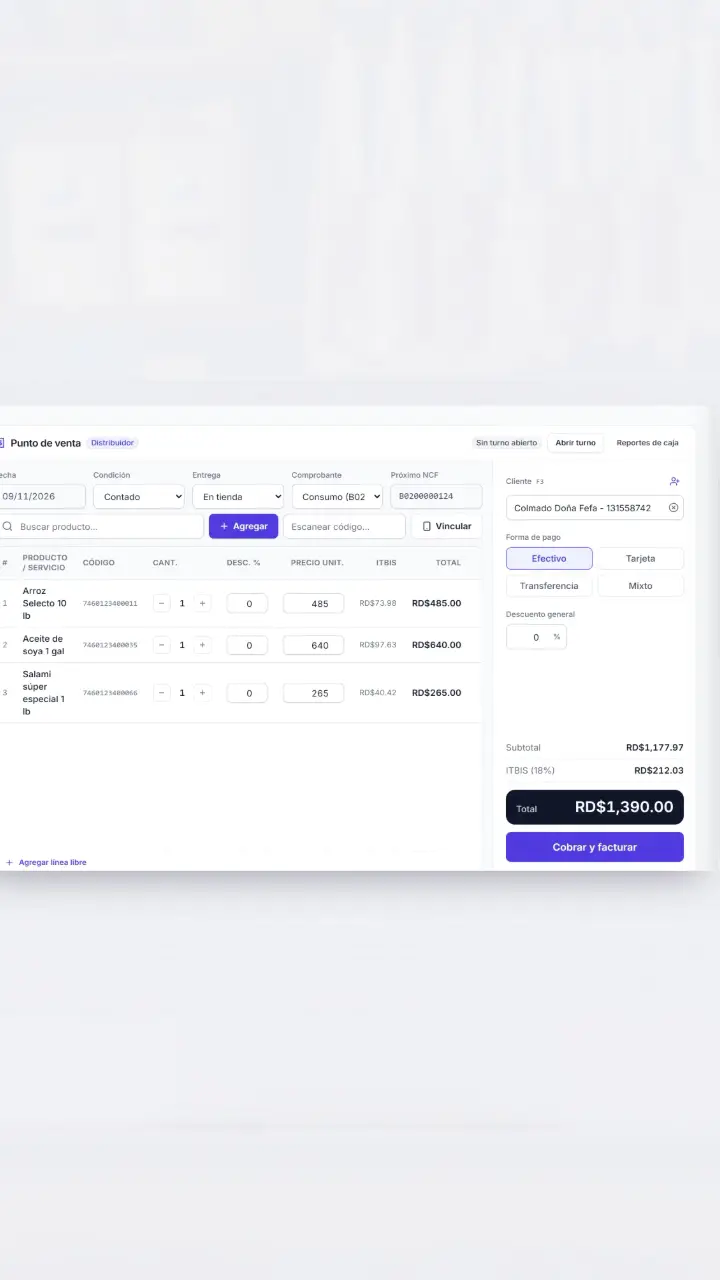 Punto de venta Distribuidor Sin turno abierto Abrir turno Reportes de caja
echa Condición Entrega Comprobante Próximo NCF
09/11/2026 Contado En tienda Consumo (B02 B0200000124
Buscar producto... + Agregar Escanear código... Vincular
# PRODUCTO / SERVICIO CÓDIGO CANT. DESC. % PRECIO UNIT. ITBIS TOTAL
1 Arroz Selecto 10 lb 7460123400011 − 1 + 0 485 RD$73.98 RD$485.00
2 Aceite de soya 1 gal 7460123400035 − 1 + 0 640 RD$97.63 RD$640.00
3 Salami súper especial 1 lb 7460123400066 − 1 + 0 265 RD$40.42 RD$265.00
+ Agregar línea libre
Cliente F3
Colmado Doña Fefa - 131558742
Forma de pago
Efectivo Tarjeta
Transferencia Mixto
Descuento general
0 %
Subtotal RD$1,177.97
ITBIS (18%) RD$212.03
Total RD$1,390.00
Cobrar y facturar